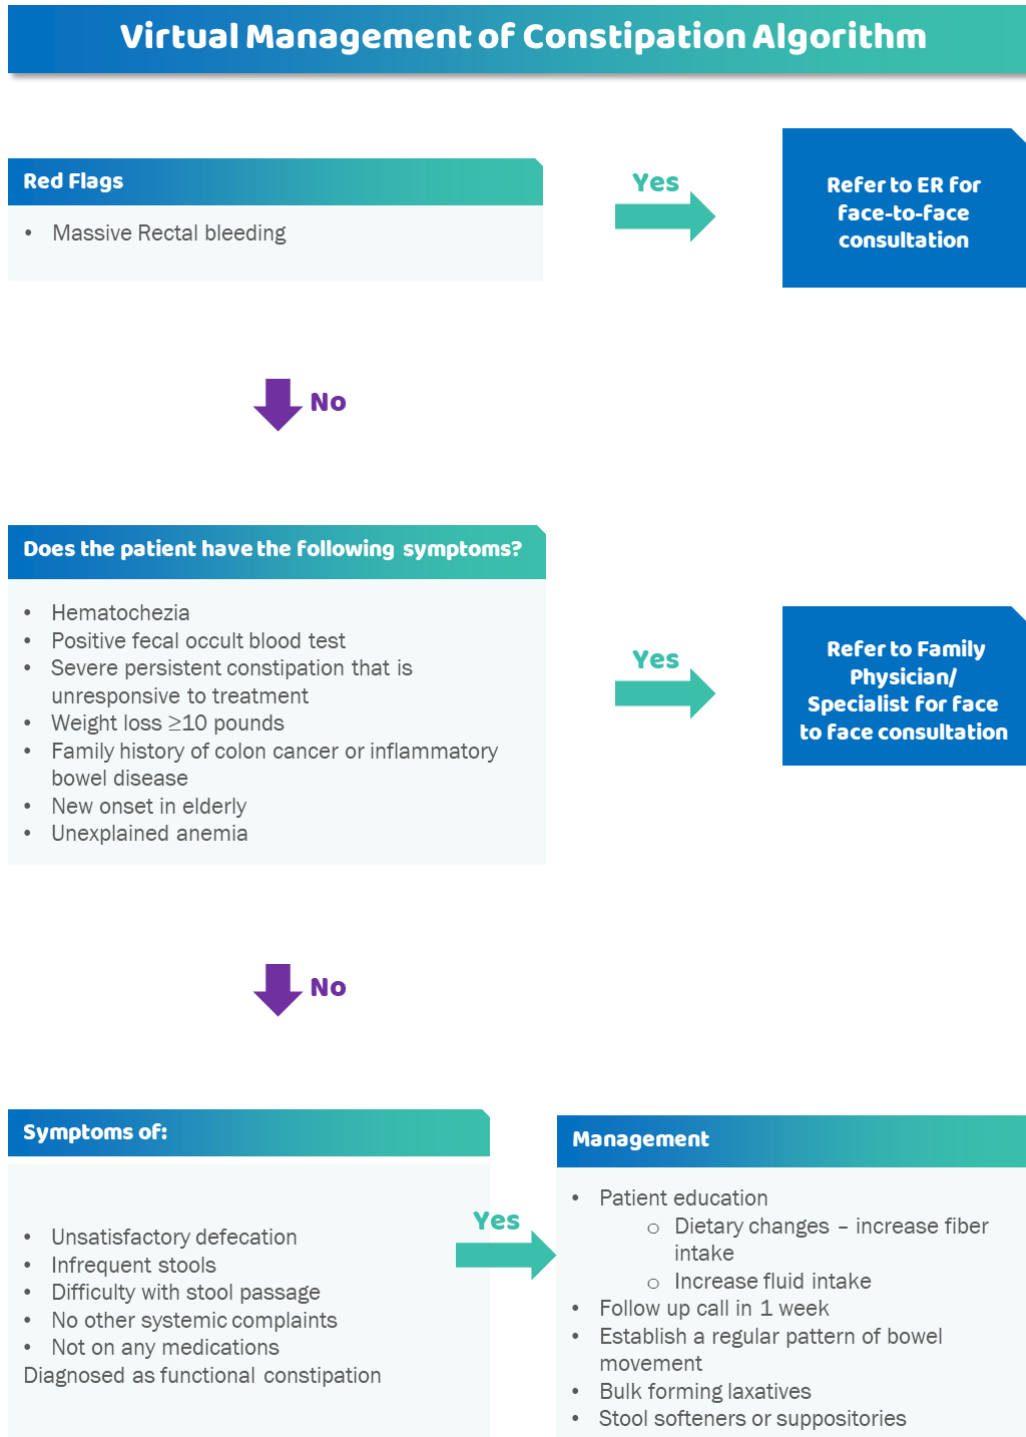 Virtual Management of Constipation Algorithm
Red Flags
• Massive Rectal bleeding
Yes
Refer to ER for
face-to-face
consultation
No
Does the patient have the following symptoms?
• Hematochezia
• Positive fecal occult blood test
• Severe persistent constipation that is
unresponsive to treatment
• Weight loss ≥10 pounds
• Family history of colon cancer or inflammatory
bowel disease
• New onset in elderly
• Unexplained anemia
Yes
Refer to Family
Physician/
Specialist for face
to face consultation
No
Symptoms of:
• Unsatisfactory defecation
• Infrequent stools
• Difficulty with stool passage
• No other systemic complaints
• Not on any medications
Diagnosed as functional constipation
Yes
Management
• Patient education
o Dietary changes – increase fiber
intake
o Increase fluid intake
• Follow up call in 1 week
• Establish a regular pattern of bowel
movement
• Bulk forming laxatives
• Stool softeners or suppositories